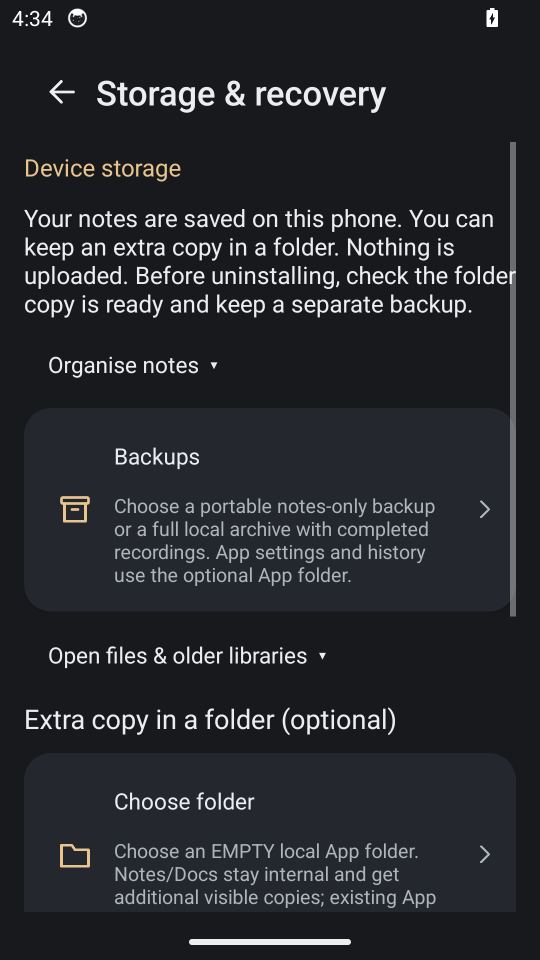 4:34
Storage & recovery
Device storage
Your notes are saved on this phone. You can
keep an extra copy in a folder. Nothing is
uploaded. Before uninstalling, check the folder
copy is ready and keep a separate backup.
Organise notes ▾
Backups
Choose a portable notes-only backup
or a full local archive with completed
recordings. App settings and history
use the optional App folder.
Open files & older libraries ▾
Extra copy in a folder (optional)
Choose folder
Choose an EMPTY local App folder.
Notes/Docs stay internal and get
additional visible copies; existing App